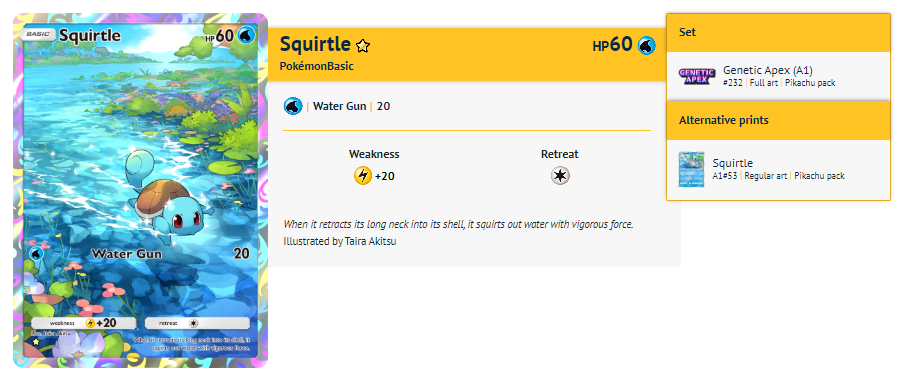 BASIC Squirtle HP60
Water Gun 20
weakness +20 retreat
Illus. Taira Akitsu
When it retracts its long neck into its shell, it
squirts out water with vigorous force.
Squirtle HP60
PokémonBasic
| Water Gun | 20
Weakness Retreat
+20
When it retracts its long neck into its shell, it squirts out water with vigorous force.
Illustrated by Taira Akitsu
Set
GENETIC APEX
Genetic Apex (A1)
#232 | Full art | Pikachu pack
Alternative prints
Squirtle
A1#53 | Regular art | Pikachu pack